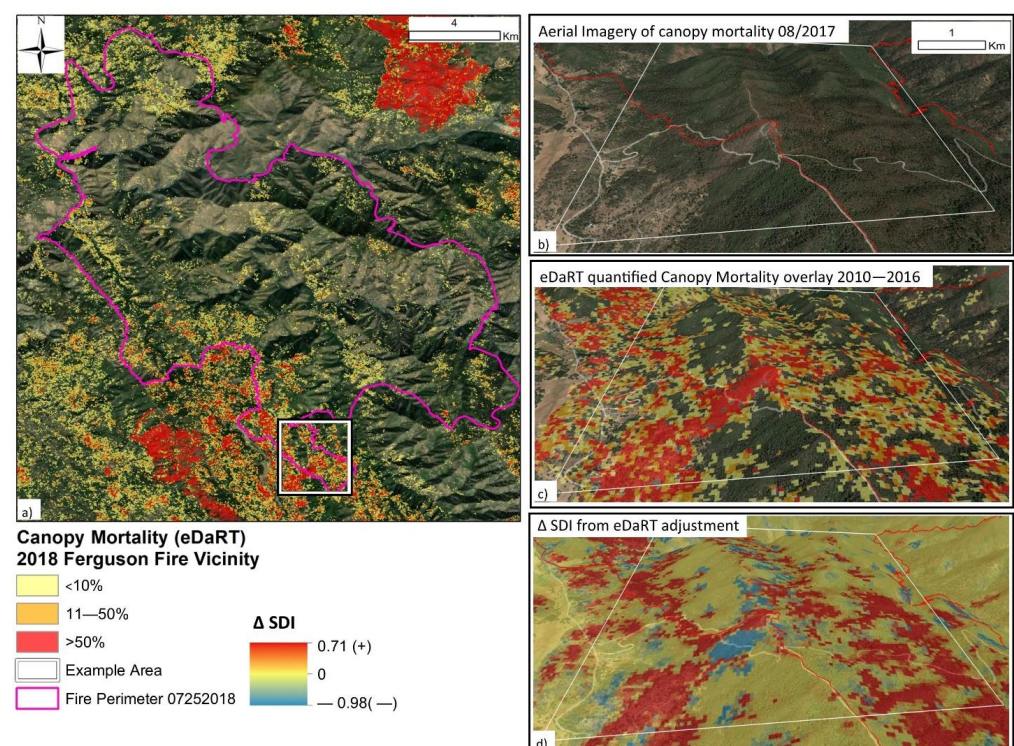 N
4
Km
a)
Aerial Imagery of canopy mortality 08/2017
1
Km
b)
eDaRT quantified Canopy Mortality overlay 2010—2016
c)
Δ SDI from eDaRT adjustment
d)
Canopy Mortality (eDaRT)
2018 Ferguson Fire Vicinity
<10%
11—50%
>50%
Example Area
Fire Perimeter 07252018
Δ SDI
0.71 (+)
0
— 0.98( —)